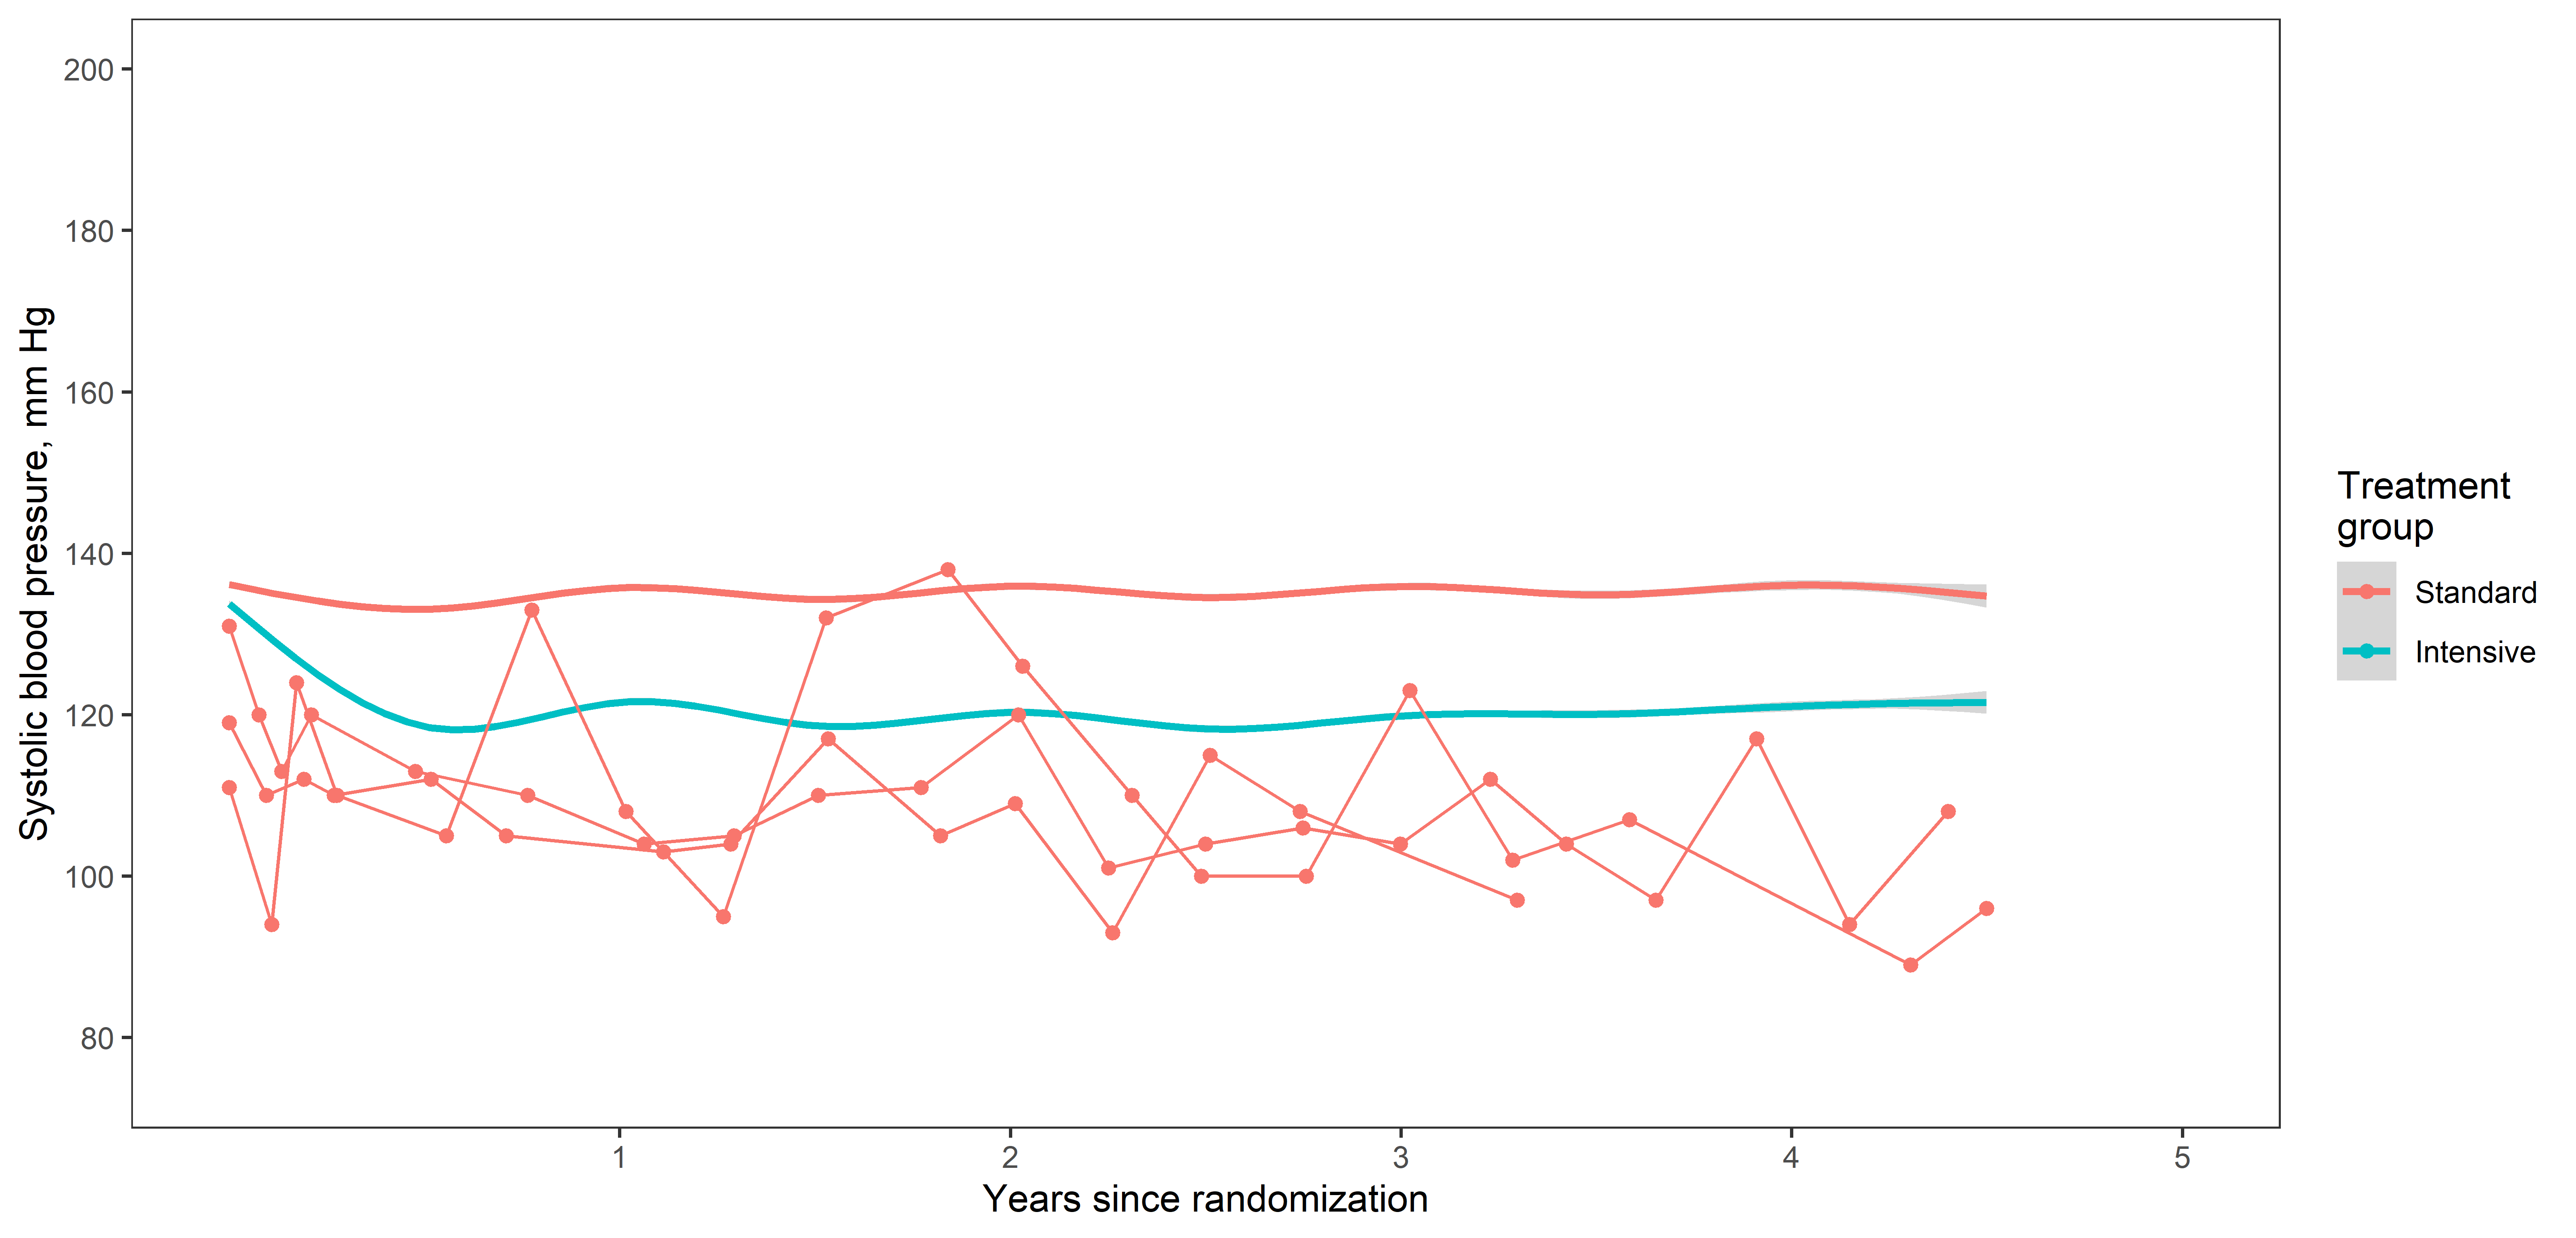 200
180
160
140
120
100
80
Systolic blood pressure, mm Hg
1 2 3 4 5
Years since randomization
Treatment
group
Standard
Intensive